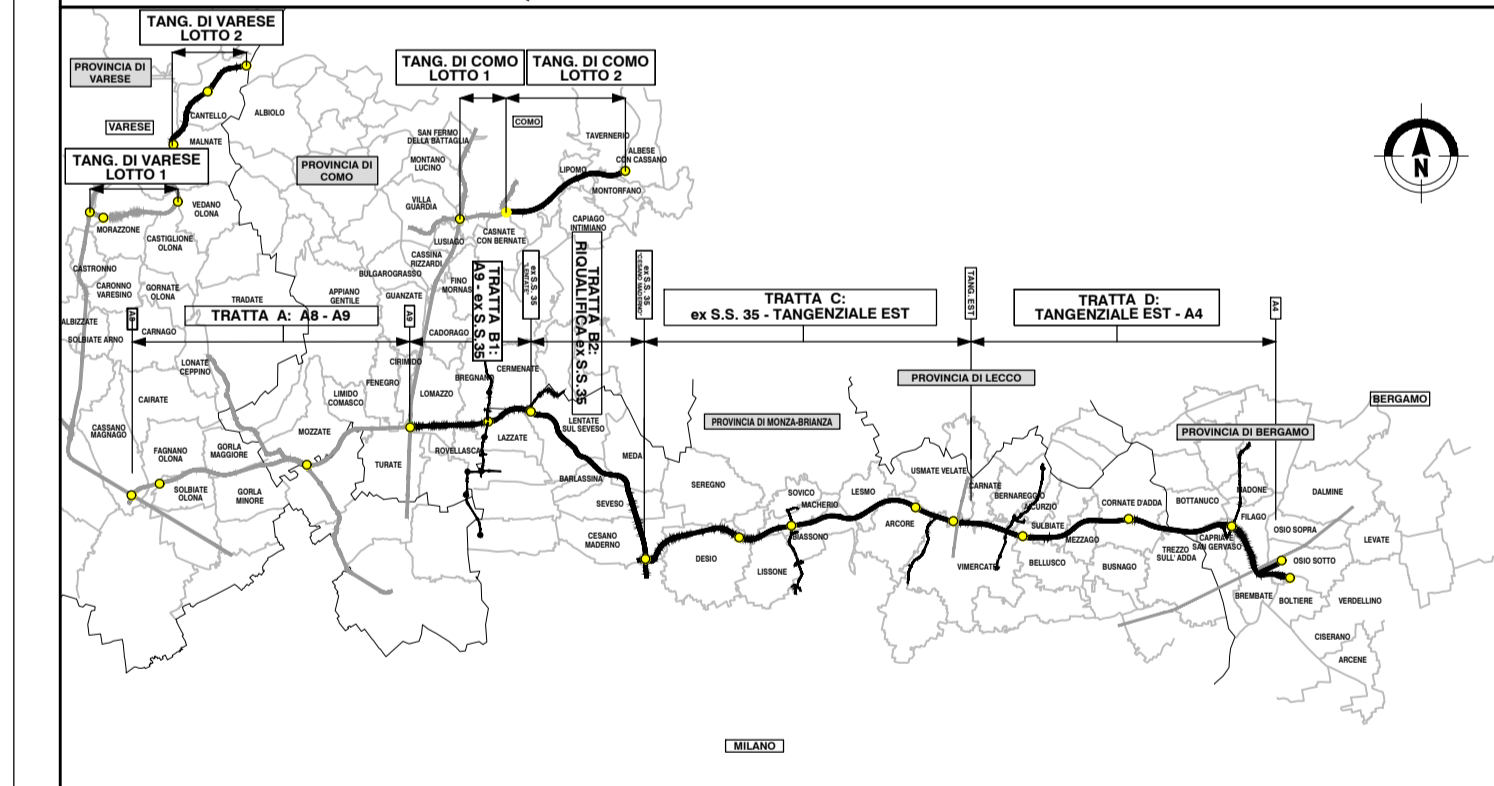 TANG. DI VARESE
LOTTO 2
PROVINCIA DI
VARESE
CANTELLO
ALBIOLO
VARESE
MALNATE
TANG. DI VARESE
LOTTO 1
PROVINCIA DI
COMO
VEDANO
OLONA
MORAZZONE
CASTIGLIONE
OLONA
TANG. DI COMO
LOTTO 1
TANG. DI COMO
LOTTO 2
COMO
SAN FERMO
DELLA BATTAGLIA
MONTANO
LUCINO
TAVERNERIO
ALBESE
CON CASSANO
LIPOMO
MONTORFANO
VILLA
GUARDIA
LUSIAGO
CASNATE
CON BERNATE
CAPIAGO
INTIMIANO
N
CASTRONNO
CARONNO
VARESINO
GORNATE
OLONA
BULGAROGRASSO
CASSINA
RIZZARDI
FINO
MORNAS
TRADATE
APPIANO
GENTILE
GUANZATE
CADORAGO
ALBIZZATE
SOLBIATE ARNO
CARNAGO
A8
TRATTA A: A8 - A9
A9
TRATTA B1:
A9 - ex S.S.35
ex S.S. 35
"LENTATE"
TRATTA B2:
RIQUALIFICA ex S.S.35
ex S.S. 35
"CESANO MADERNO"
TRATTA C:
ex S.S. 35 - TANGENZIALE EST
TANG. EST
TRATTA D:
TANGENZIALE EST - A4
A4
LONATE
CEPPINO
CIRIMIDO
FENEGRO
BREGNANO
CERMENATE
LIMIDO
COMASCO
LOMAZZO
CAIRATE
CASSANO
MAGNAGO
MOZZATE
LAZZATE
LENTATE
SUL SEVESO
FAGNANO
OLONA
GORLA
MAGGIORE
TURATE
ROVELLASCA
MEDA
SOLBIATE
OLONA
GORLA
MINORE
BARLASSINA
SEVESO
CESANO
MADERNO
PROVINCIA DI LECCO
PROVINCIA DI MONZA-BRIANZA
BERGAMO
PROVINCIA DI BERGAMO
SEREGNO
SOVICO
MACHERIO
LESMO
USMATE VELATE
CARNATE
BERNAREGGIO
AICURZIO
SULBIATE
CORNATE D'ADDA
BOTTANUCO
MADONE
FILAGO
DALMINE
DESIO
BIASSONO
LISSONE
ARCORE
VIMERCATE
MEZZAGO
BELLUSCO
BUSNAGO
TREZZO
SULL' ADDA
CAPRIATE
SAN GERVASO
OSIO SOPRA
OSIO SOTTO
LEVATE
BREMBATE
BOLTIERE
VERDELLINO
CISERANO
ARCENE
MILANO